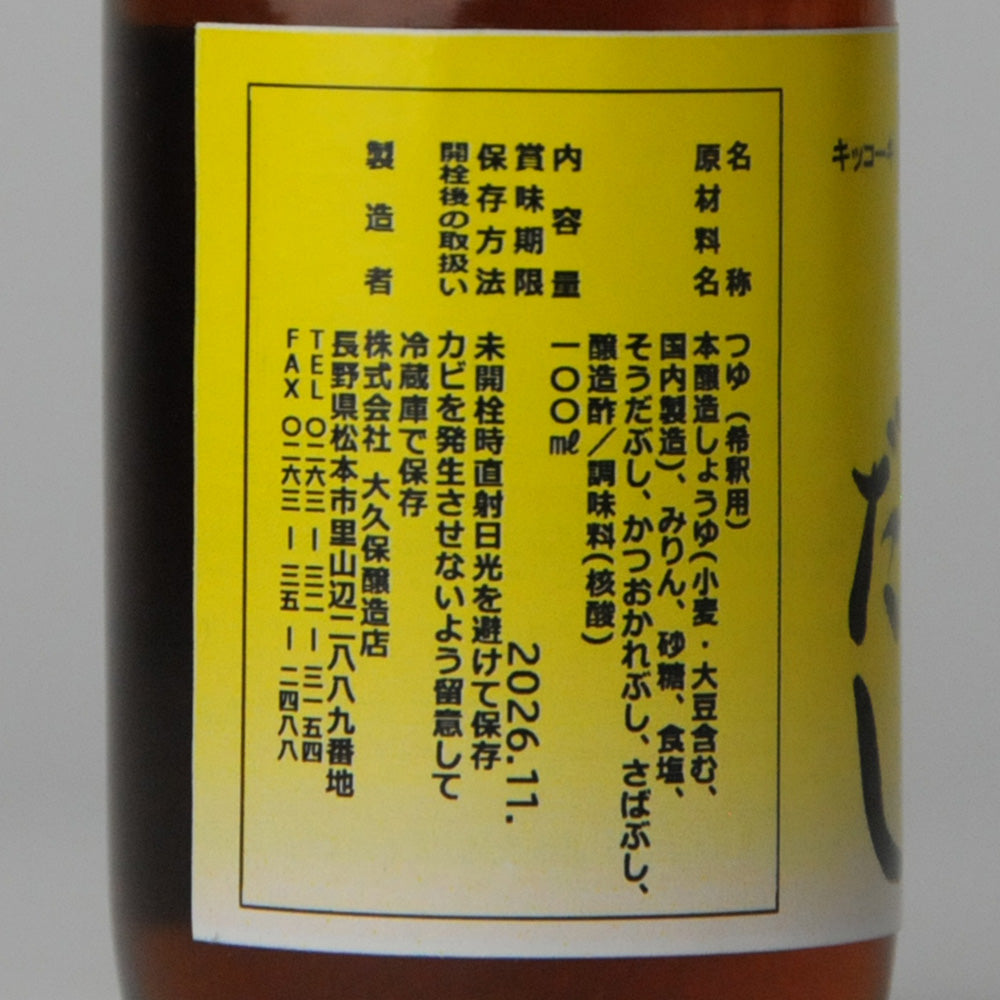 キッコー
だし
名称 つゆ（希釈用）
原材料名 本醸造しょうゆ（小麦・大豆含む、
国内製造）、みりん、砂糖、食塩、
そうだぶし、かつおかれぶし、さばぶし、
醸造酢／調味料（核酸）
内容量 一〇〇㎖
賞味期限 2026.11.
保存方法 未開栓時直射日光を避けて保存
開栓後の取扱い カビを発生させないよう留意して
冷蔵庫で保存
製造者 株式会社 大久保醸造店
長野県松本市里山辺二八八九番地
TEL 〇二六三ー三二ー三一五四
FAX 〇二六三ー三五ー二四八八